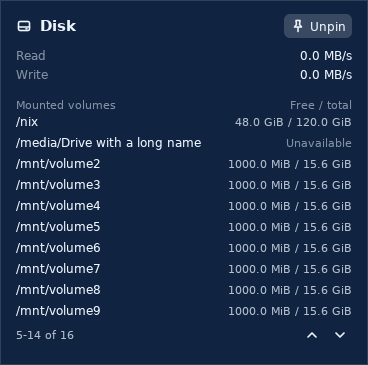 Disk Unpin
Read 0.0 MB/s
Write 0.0 MB/s
Mounted volumes Free / total
/nix 48.0 GiB / 120.0 GiB
/media/Drive with a long name Unavailable
/mnt/volume2 1000.0 MiB / 15.6 GiB
/mnt/volume3 1000.0 MiB / 15.6 GiB
/mnt/volume4 1000.0 MiB / 15.6 GiB
/mnt/volume5 1000.0 MiB / 15.6 GiB
/mnt/volume6 1000.0 MiB / 15.6 GiB
/mnt/volume7 1000.0 MiB / 15.6 GiB
/mnt/volume8 1000.0 MiB / 15.6 GiB
/mnt/volume9 1000.0 MiB / 15.6 GiB
5-14 of 16